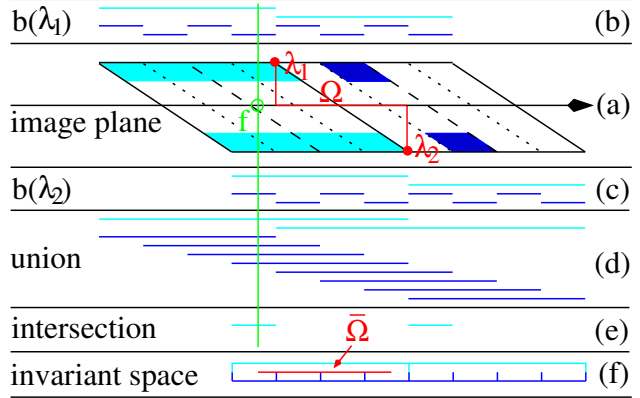 b(λ₁) (b)
λ₁
Ω
(a)
image plane
f
λ₂
b(λ₂) (c)
union (d)
intersection (e)
Ω̄
invariant space (f)